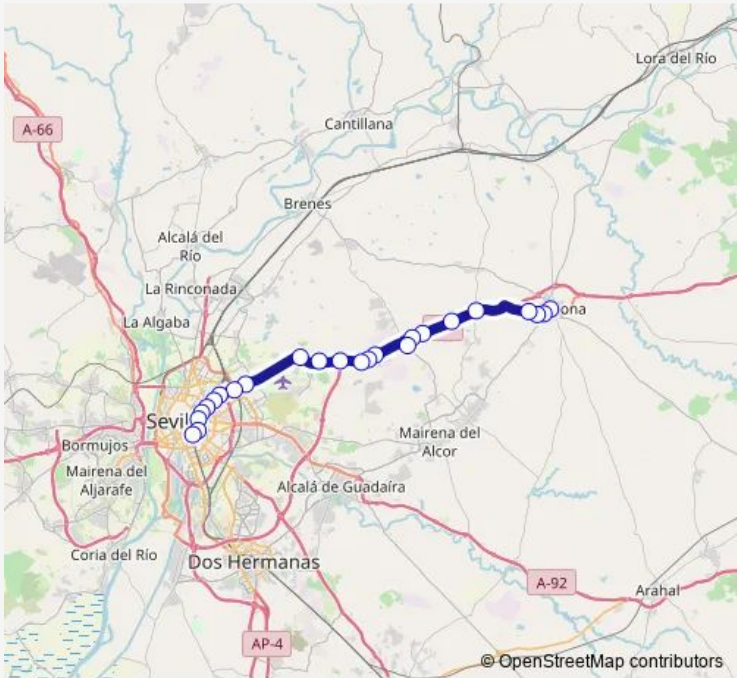 Lora del Río
A-66
Cantillana
Brenes
Alcalá del
Río
La Rinconada
La Algaba
ona
Sevil
Mairena del
Alcor
Bormujos
Mairena del
Aljarafe
Alcalá de Guadaíra
Coria del Río
Dos Hermanas
A-92
Arahal
AP-4
© OpenStreetMap contributors